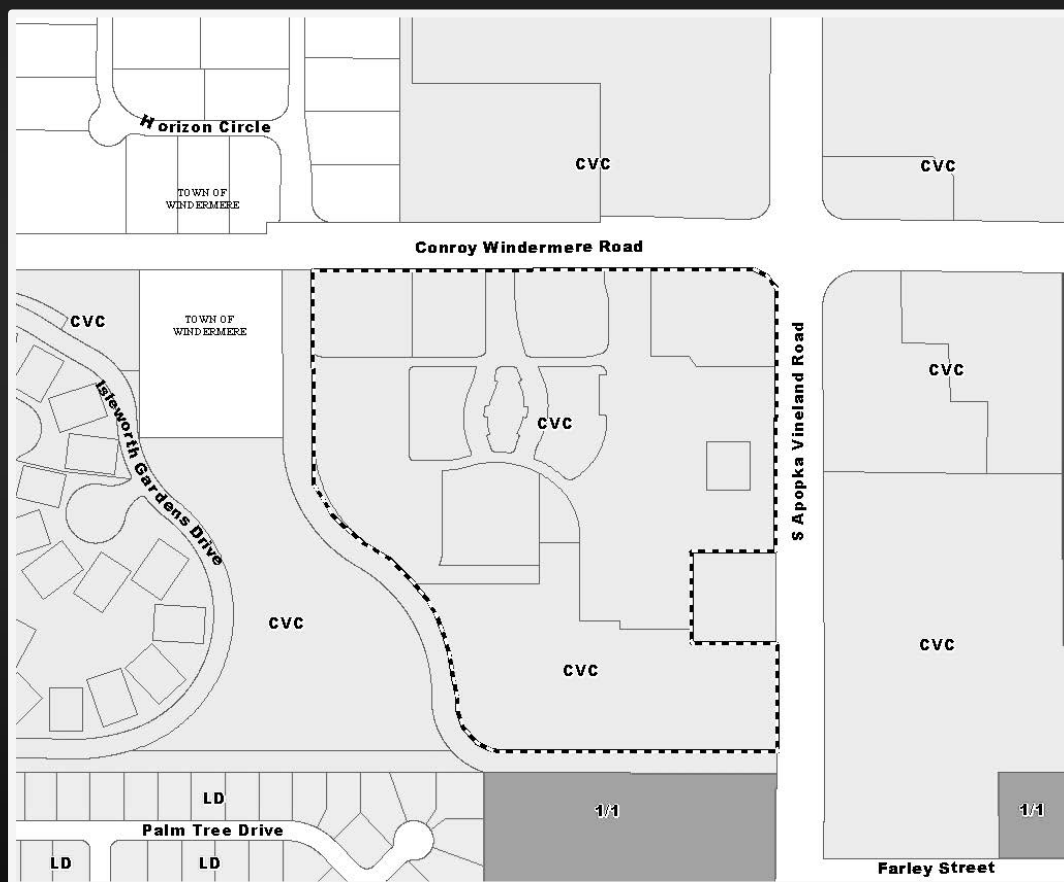 Horizon Circle
CVC
CVC
TOWN OF
WINDERMERE
Conroy Windermere Road
TOWN OF
WINDERMERE
CVC
S Apopka Vineland Road
CVC
Isleworth Gardens Drive
CVC
CVC
CVC
CVC
LD
1/1
1/1
Palm Tree Drive
LD
LD
Farley Street